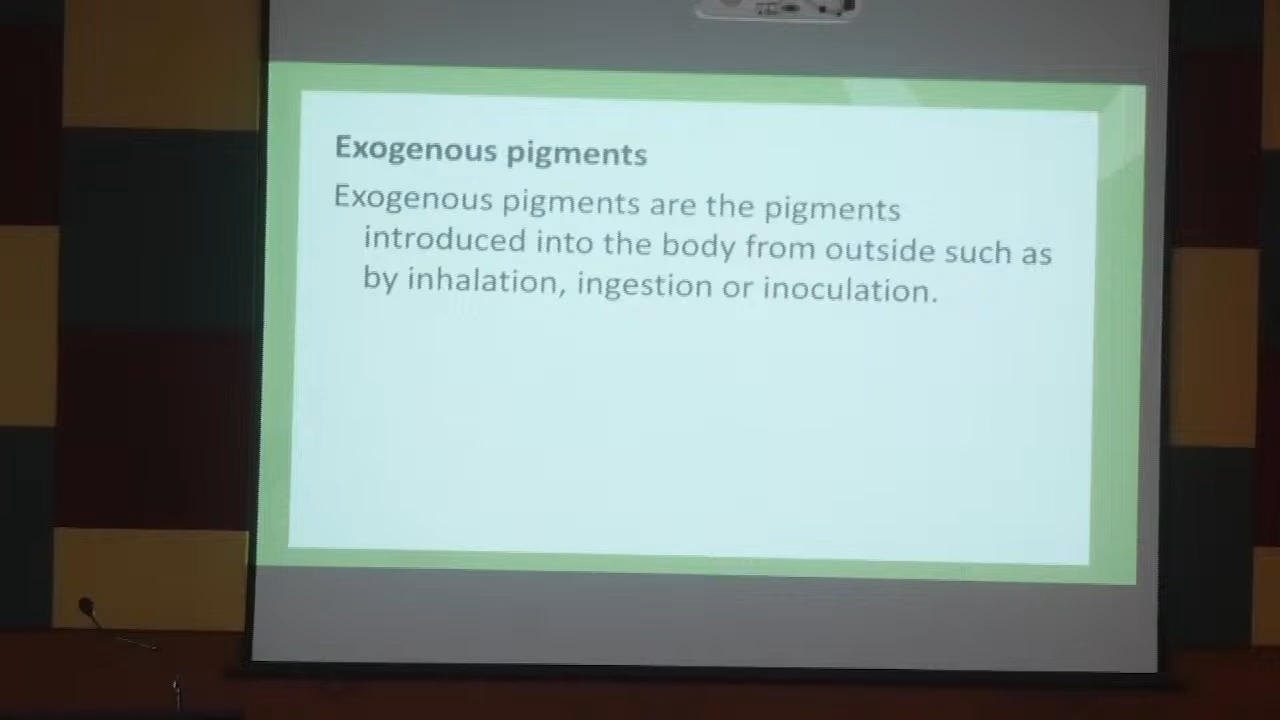 Exogenous pigments
Exogenous pigments are the pigments
introduced into the body from outside such as
by inhalation, ingestion or inoculation.